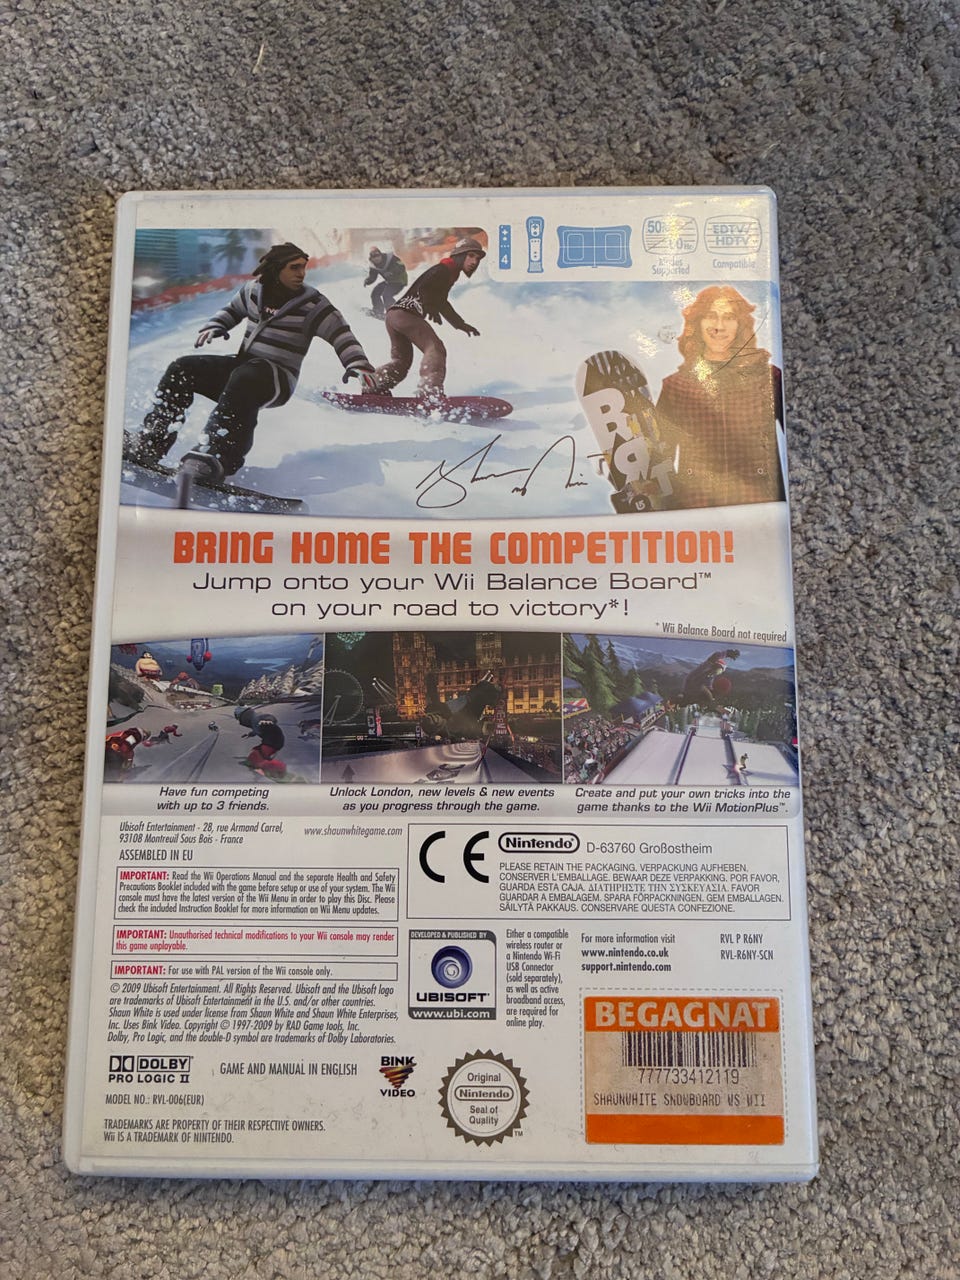 4
50Hz
60Hz
Modes
Supported
EDTV/
HDTV
Compatible
BRING HOME THE COMPETITION!
Jump onto your Wii Balance Board™
on your road to victory*!
* Wii Balance Board not required
Have fun competing
with up to 3 friends.
Unlock London, new levels & new events
as you progress through the game.
Create and put your own tricks into the
game thanks to the Wii MotionPlus™.
Ubisoft Entertainment - 28, rue Armand Carrel,
93108 Montreuil Sous Bois - France
ASSEMBLED IN EU
www.shaunwhitegame.com
CE
Nintendo®
D-63760 Großostheim
PLEASE RETAIN THE PACKAGING. VERPACKUNG AUFHEBEN.
CONSERVER L'EMBALLAGE. BEWAAR DEZE VERPAKKING. POR FAVOR,
GUARDA ESTA CAJA. ΔΙΑΤΗΡΗΣΤΕ ΤΗΝ ΣΥΣΚΕΥΑΣΙΑ. FAVOR
GUARDAR A EMBALAGEM. SPARA FÖRPACKNINGEN. GEM EMBALLAGEN.
SÄILYTÄ PAKKAUS. CONSERVARE QUESTA CONFEZIONE.
IMPORTANT: Read the Wii Operations Manual and the separate Health and Safety
Precautions Booklet included with the game before setup or use of your system. The Wii
console must have the latest version of the Wii Menu in order to play this Disc. Please
check the included Instruction Booklet for more information on Wii Menu updates.
IMPORTANT: Unauthorised technical modifications to your Wii console may render
this game unplayable.
IMPORTANT: For use with PAL version of the Wii console only.
© 2009 Ubisoft Entertainment. All Rights Reserved. Ubisoft and the Ubisoft logo
are trademarks of Ubisoft Entertainment in the U.S. and/or other countries.
Shaun White is used under license from Shaun White and Shaun White Enterprises,
Inc. Uses Bink Video. Copyright © 1997-2009 by RAD Game tools, Inc.
Dolby, Pro Logic, and the double-D symbol are trademarks of Dolby Laboratories.
DEVELOPED & PUBLISHED BY
UBISOFT®
www.ubi.com
Either a compatible
wireless router or
a Nintendo Wi-Fi
USB Connector
(sold separately),
as well as active
broadband access,
are required for
online play.
For more information visit
www.nintendo.co.uk
support.nintendo.com
RVL P R6NY
RVL-R6NY-SCN
BEGAGNAT
777733412119
SHAUNWHITE SNOWBOARD WS WII
DOLBY
PRO LOGIC II
GAME AND MANUAL IN ENGLISH
BINK
VIDEO
Original
Nintendo
Seal of
Quality
™
MODEL NO.: RVL-006(EUR)
TRADEMARKS ARE PROPERTY OF THEIR RESPECTIVE OWNERS.
Wii IS A TRADEMARK OF NINTENDO.